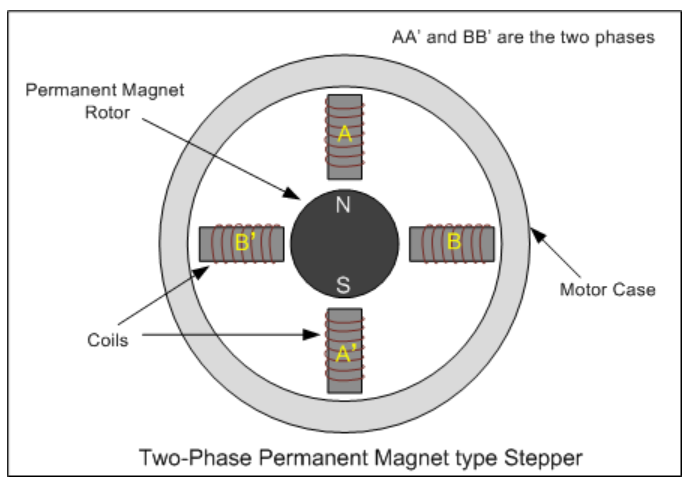 AA' and BB' are the two phases
Permanent Magnet
Rotor
A
N
B'
B
S
Motor Case
Coils
A'
Two-Phase Permanent Magnet type Stepper